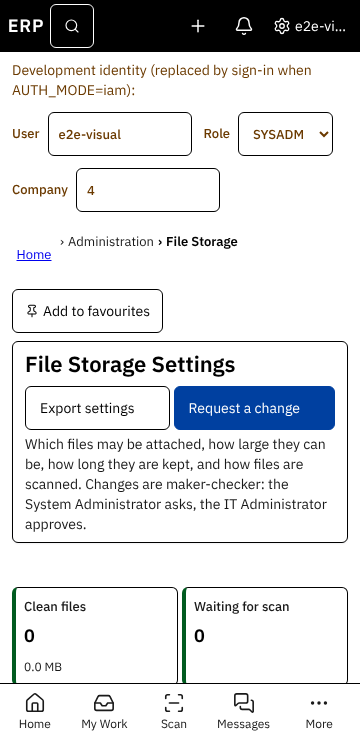 ERP e2e-vi...
Development identity (replaced by sign-in when
AUTH_MODE=iam):
User e2e-visual Role SYSADM
Company 4
Home › Administration › File Storage
Add to favourites
File Storage Settings
Export settings Request a change
Which files may be attached, how large they can
be, how long they are kept, and how files are
scanned. Changes are maker-checker: the
System Administrator asks, the IT Administrator
approves.
Clean files Waiting for scan
0 0
0.0 MB
Home My Work Scan Messages More